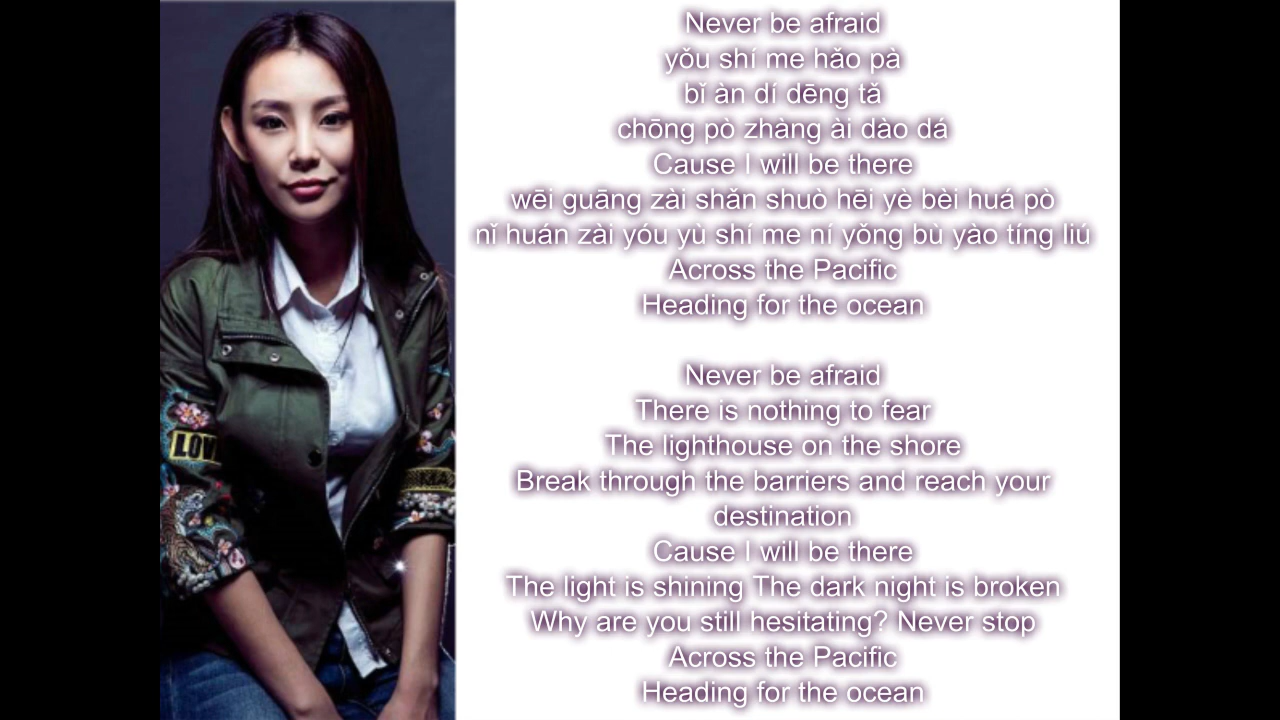 Never be afraid
yǒu shí me hǎo pà
bǐ àn dí dēng tǎ
chōng pò zhàng ài dào dá
Cause I will be there
wēi guāng zài shǎn shuò hēi yè bèi huá pò
nǐ huán zài yóu yù shí me ní yǒng bù yào tíng liú
Across the Pacific
Heading for the ocean
Never be afraid
There is nothing to fear
The lighthouse on the shore
Break through the barriers and reach your
destination
Cause I will be there
The light is shining The dark night is broken
Why are you still hesitating? Never stop
Across the Pacific
Heading for the ocean
LOV